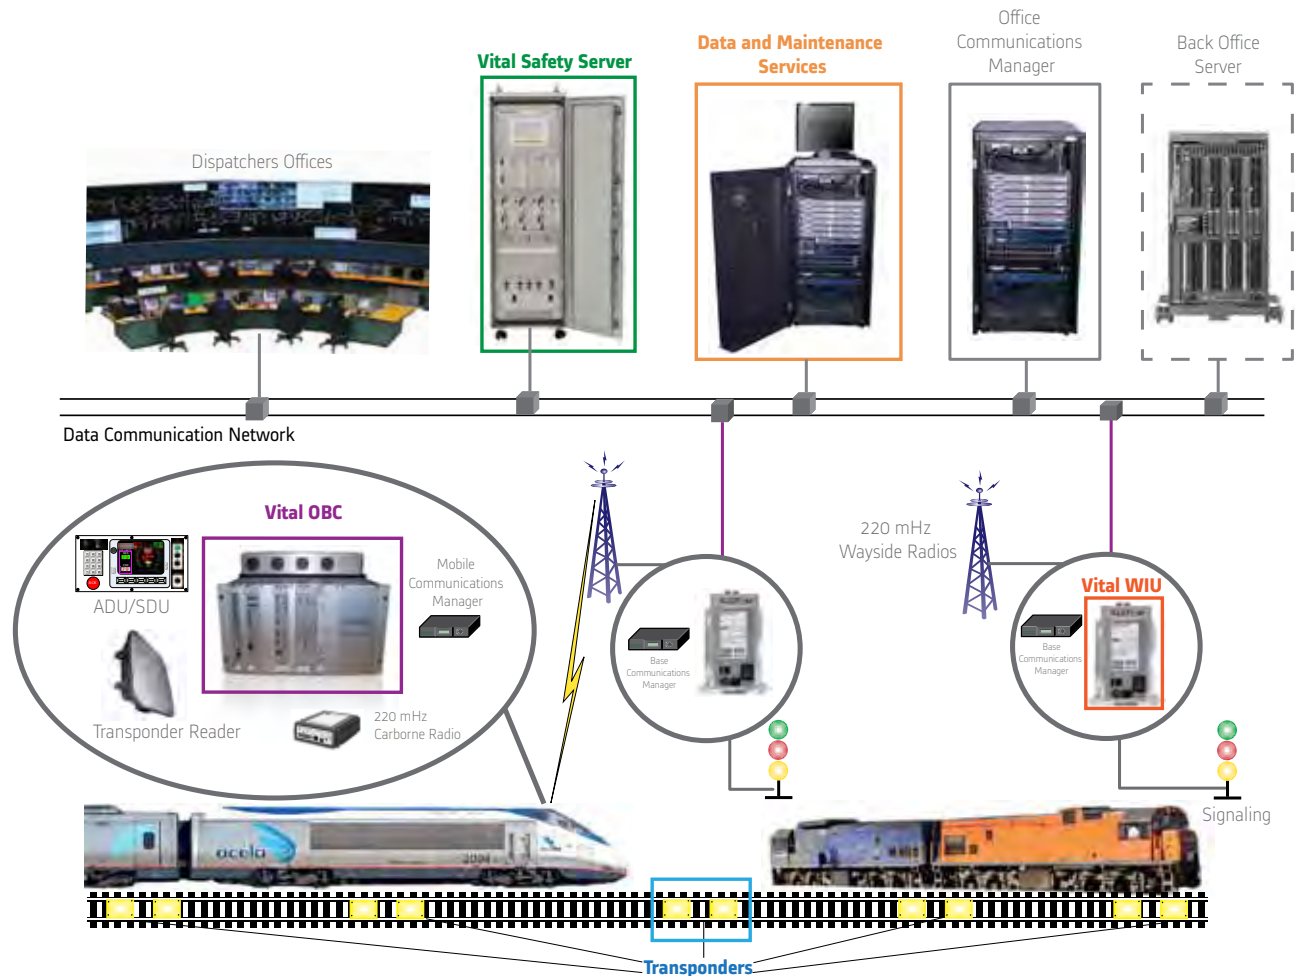 Office
Communications
Manager
Data and Maintenance
Services
Back Office
Server
Vital Safety Server
Dispatchers Offices
Data Communication Network
Vital OBC
ADU/SDU
Mobile
Communications
Manager
Transponder Reader
220 mHz
Carborne Radio
Base
Communications
Manager
220 mHz
Wayside Radios
Vital WIU
Base
Communications
Manager
Signaling
acela
Transponders